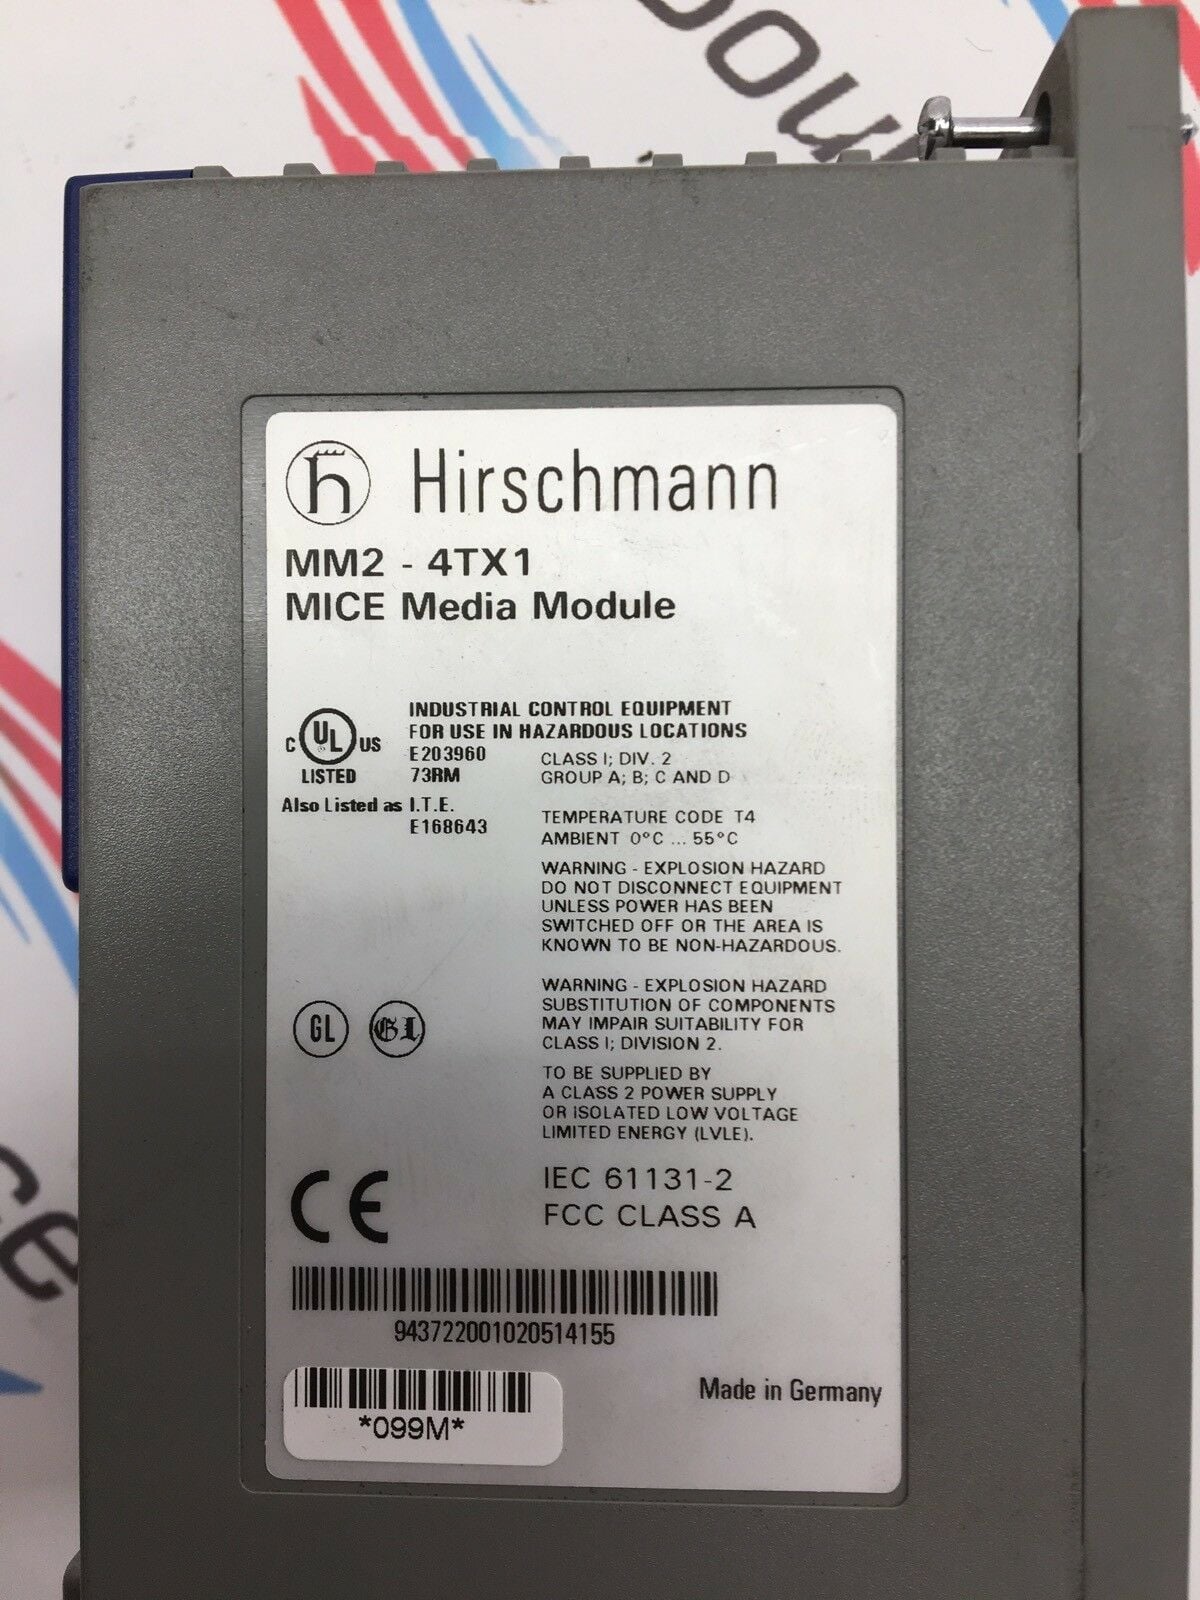 Hirschmann
MM2 - 4TX1
MICE Media Module
C UL US
LISTED
INDUSTRIAL CONTROL EQUIPMENT
FOR USE IN HAZARDOUS LOCATIONS
E203960
73RM
CLASS I; DIV. 2
GROUP A; B; C AND D
Also Listed as I.T.E.
E168643
TEMPERATURE CODE T4
AMBIENT 0°C ... 55°C
WARNING - EXPLOSION HAZARD
DO NOT DISCONNECT EQUIPMENT
UNLESS POWER HAS BEEN
SWITCHED OFF OR THE AREA IS
KNOWN TO BE NON-HAZARDOUS.
WARNING - EXPLOSION HAZARD
SUBSTITUTION OF COMPONENTS
MAY IMPAIR SUITABILITY FOR
CLASS I; DIVISION 2.
GL GL
TO BE SUPPLIED BY
A CLASS 2 POWER SUPPLY
OR ISOLATED LOW VOLTAGE
LIMITED ENERGY (LVLE).
CE
IEC 61131-2
FCC CLASS A
943722001020514155
Made in Germany
*099M*